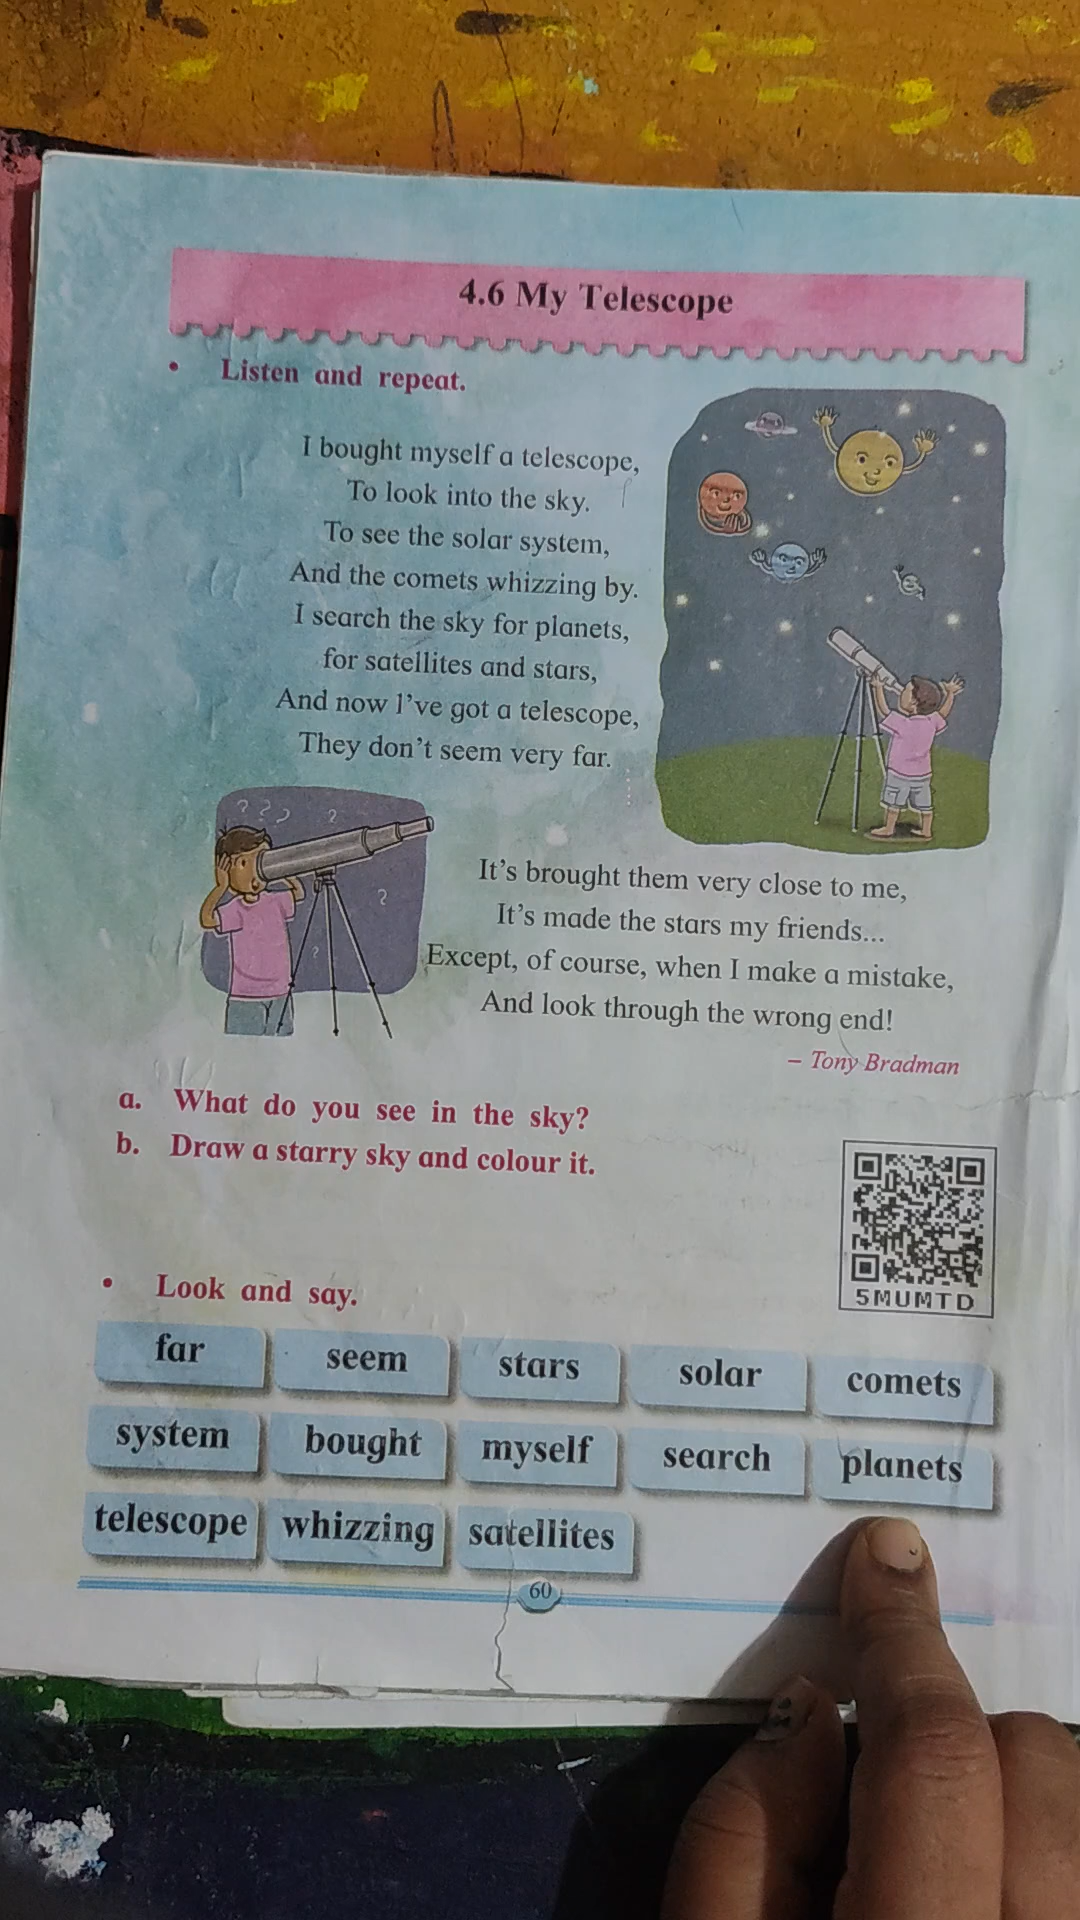 4.6 My Telescope
• Listen and repeat.
I bought myself a telescope,
To look into the sky.
To see the solar system,
And the comets whizzing by.
I search the sky for planets,
for satellites and stars,
And now I've got a telescope,
They don't seem very far.
? ? ? ?
?
?
It's brought them very close to me,
It's made the stars my friends...
Except, of course, when I make a mistake,
And look through the wrong end!
– Tony Bradman
a. What do you see in the sky?
b. Draw a starry sky and colour it.
5MUMTD
• Look and say.
far seem stars solar comets
system bought myself search planets
telescope whizzing satellites
60